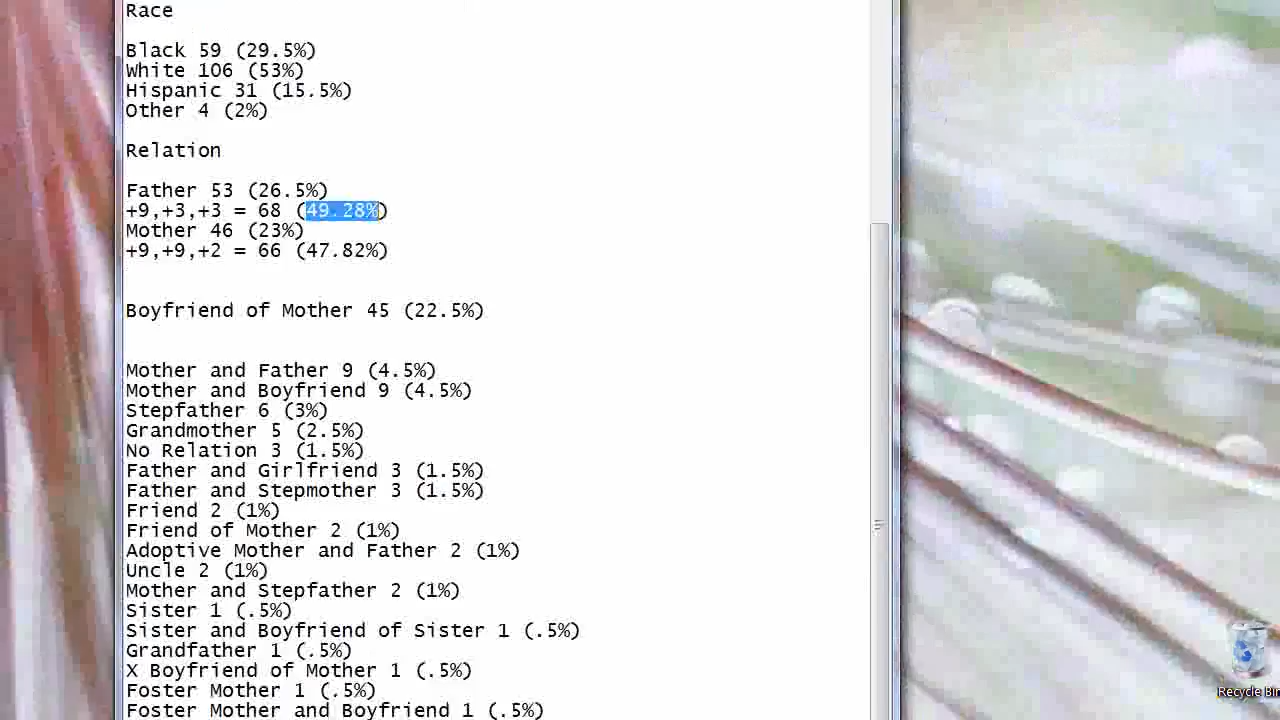 Race
Black 59 (29.5%)
White 106 (53%)
Hispanic 31 (15.5%)
Other 4 (2%)
Relation
Father 53 (26.5%)
+9,+3,+3 = 68 (49.28%)
Mother 46 (23%)
+9,+9,+2 = 66 (47.82%)
Boyfriend of Mother 45 (22.5%)
Mother and Father 9 (4.5%)
Mother and Boyfriend 9 (4.5%)
Stepfather 6 (3%)
Grandmother 5 (2.5%)
No Relation 3 (1.5%)
Father and Girlfriend 3 (1.5%)
Father and Stepmother 3 (1.5%)
Friend 2 (1%)
Friend of Mother 2 (1%)
Adoptive Mother and Father 2 (1%)
Uncle 2 (1%)
Mother and Stepfather 2 (1%)
Sister 1 (.5%)
Sister and Boyfriend of Sister 1 (.5%)
Grandfather 1 (.5%)
X Boyfriend of Mother 1 (.5%)
Foster Mother 1 (.5%)
Foster Mother and Boyfriend 1 (.5%)
Recycle Bin